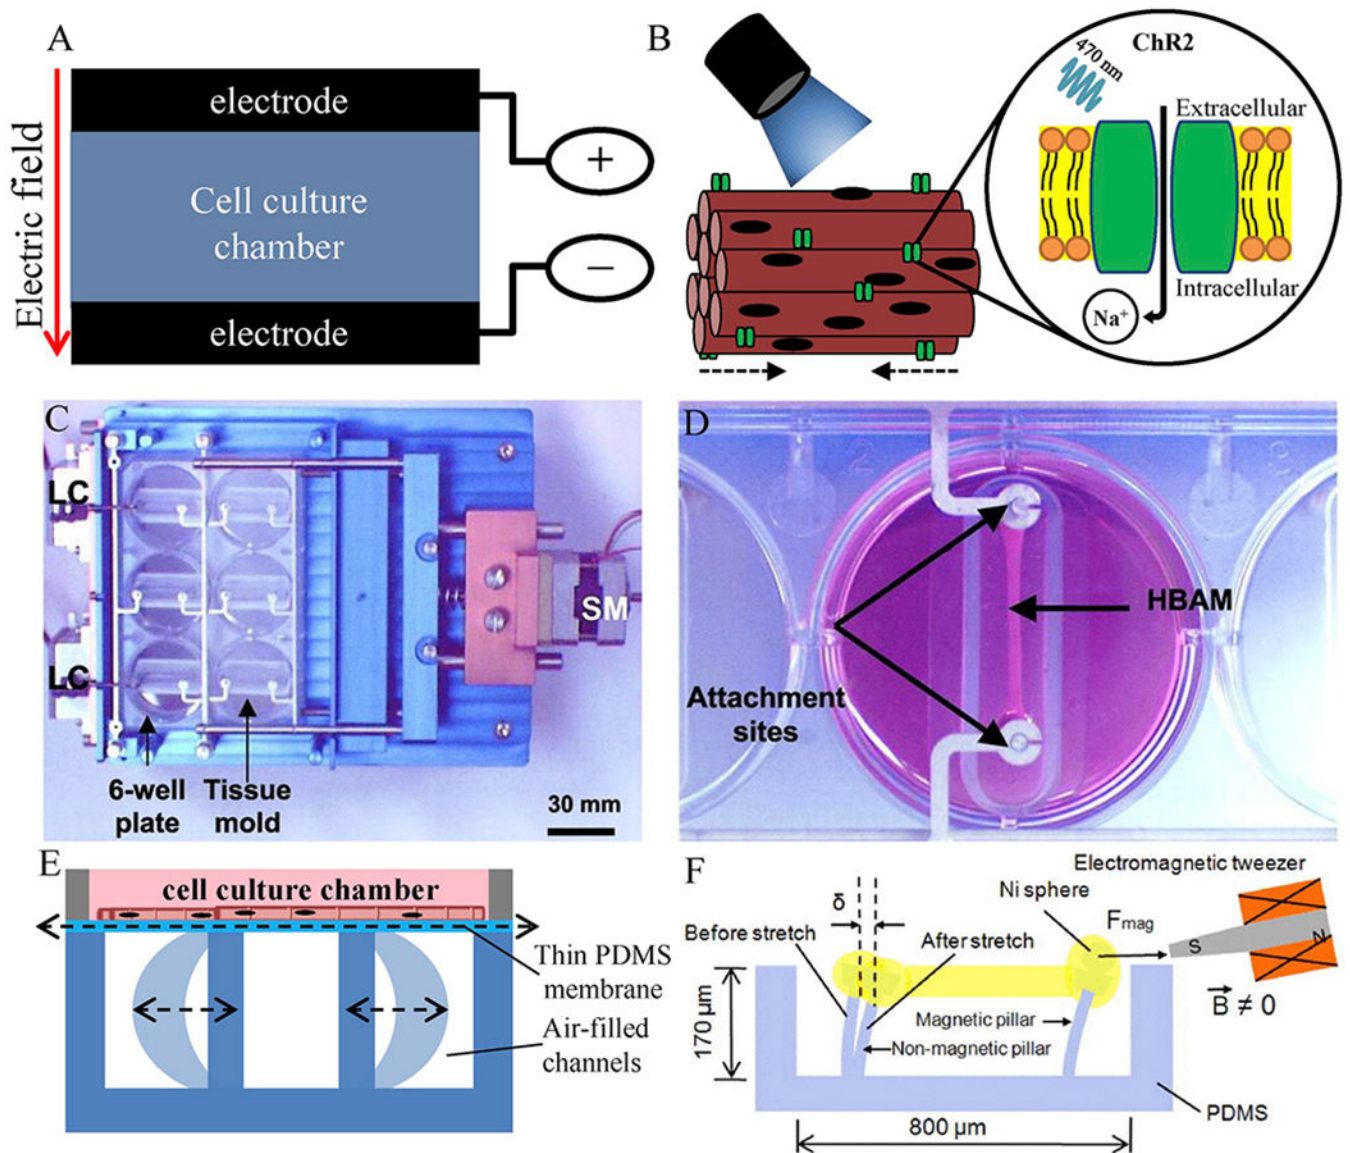 A
electrode
+
Cell culture
chamber
−
electrode
Electric field
B
ChR2
470 nm
Extracellular
Intracellular
Na⁺
C
LC
LC
SM
6-well
plate
Tissue
mold
30 mm
D
2
3
HBAM
Attachment
sites
E
cell culture chamber
Thin PDMS
membrane
Air-filled
channels
F
Electromagnetic tweezer
Ni sphere
δ
Fmag
S
N
Before stretch
After stretch
B ≠ 0
170 µm
Magnetic pillar
Non-magnetic pillar
PDMS
800 µm